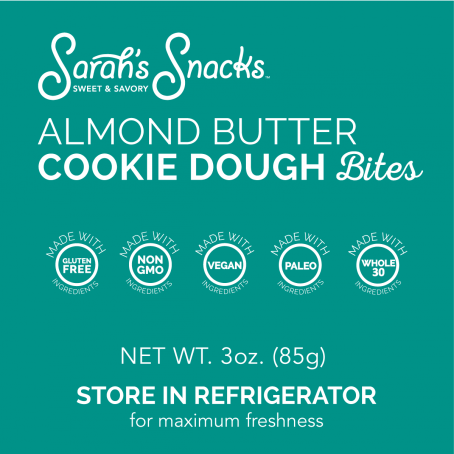 Sarah's Snacks™
SWEET & SAVORY
ALMOND BUTTER
COOKIE DOUGH Bites
MADE WITH
GLUTEN
FREE
INGREDIENTS
MADE WITH
NON
GMO
INGREDIENTS
MADE WITH
VEGAN
INGREDIENTS
MADE WITH
PALEO
INGREDIENTS
MADE WITH
WHOLE
30
INGREDIENTS
NET WT. 3oz. (85g)
STORE IN REFRIGERATOR
for maximum freshness